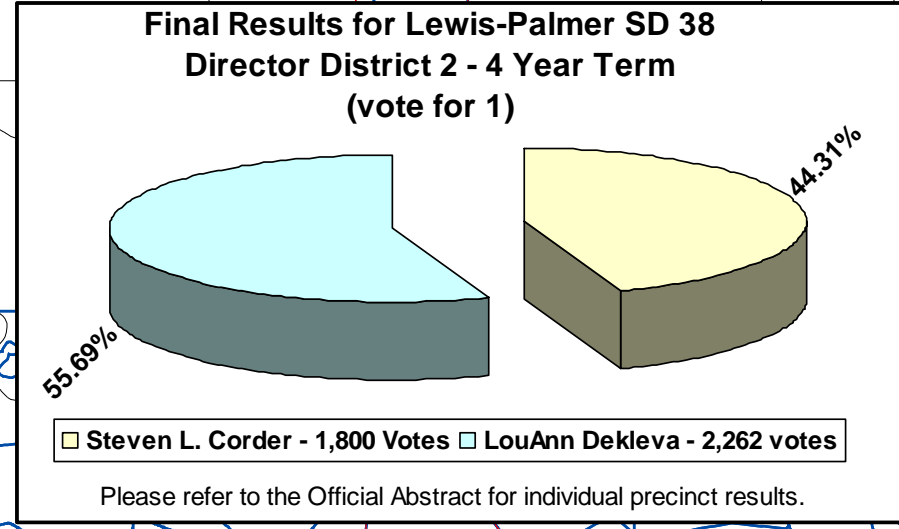 Final Results for Lewis-Palmer SD 38
Director District 2 - 4 Year Term
(vote for 1)
44.31%
55.69%
Steven L. Corder - 1,800 Votes LouAnn Dekleva - 2,262 votes
Please refer to the Official Abstract for individual precinct results.